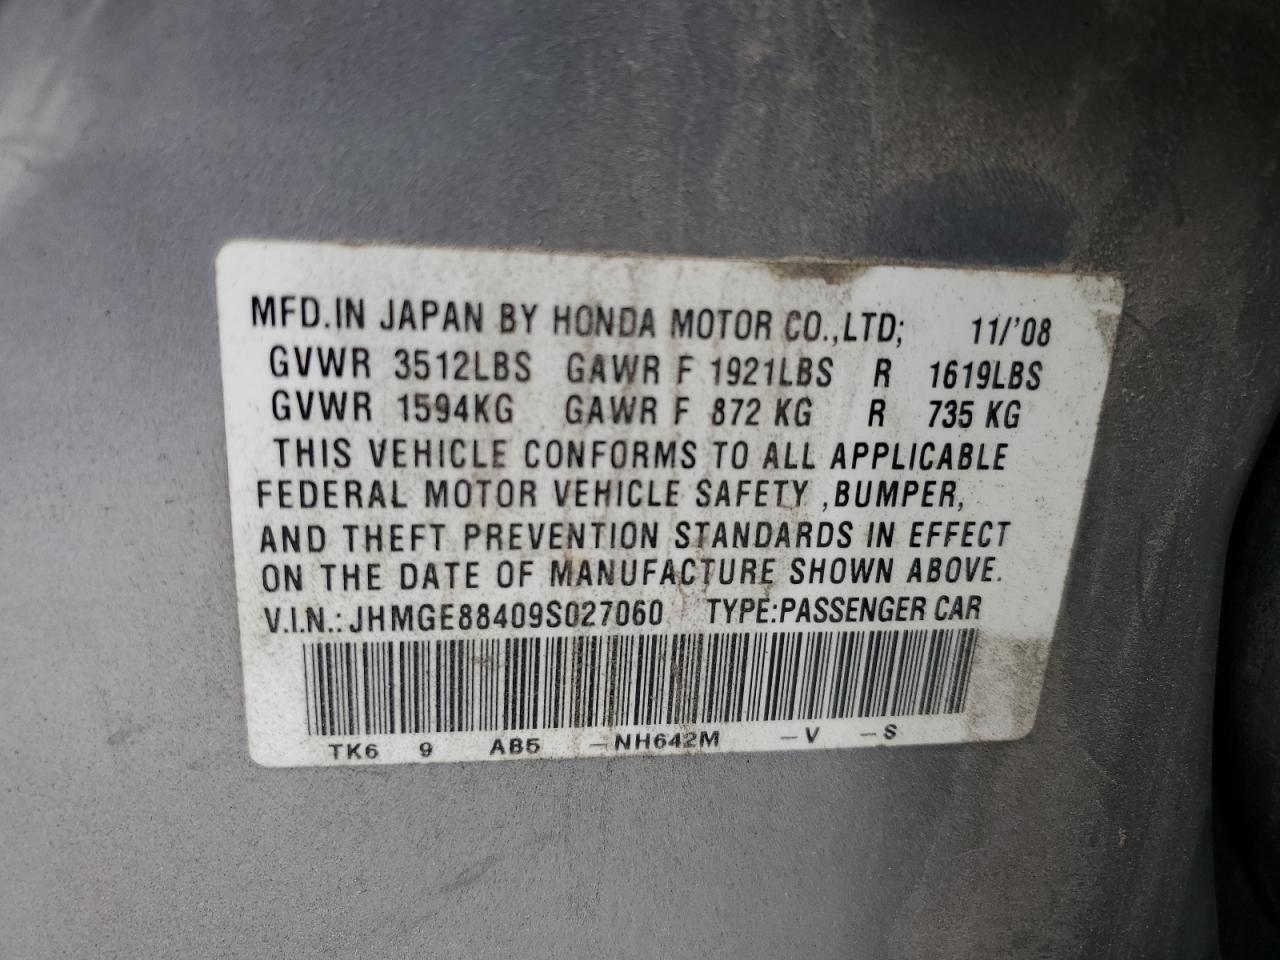 MFD.IN JAPAN BY HONDA MOTOR CO.,LTD; 11/'08
GVWR 3512LBS GAWR F 1921LBS R 1619LBS
GVWR 1594KG GAWR F 872 KG R 735 KG
THIS VEHICLE CONFORMS TO ALL APPLICABLE
FEDERAL MOTOR VEHICLE SAFETY ,BUMPER,
AND THEFT PREVENTION STANDARDS IN EFFECT
ON THE DATE OF MANUFACTURE SHOWN ABOVE.
V.I.N.: JHMGE88409S027060 TYPE:PASSENGER CAR
TK6 9 AB5 -NH642M -V -S